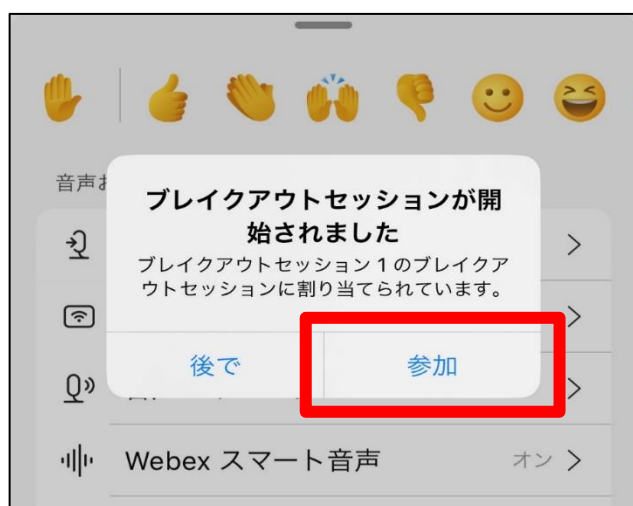 音声お
ブレイクアウトセッションが開
始されました
ブレイクアウトセッション1のブレイクア
ウトセッションに割り当てられています。
後で
参加
Webex スマート音声
オン